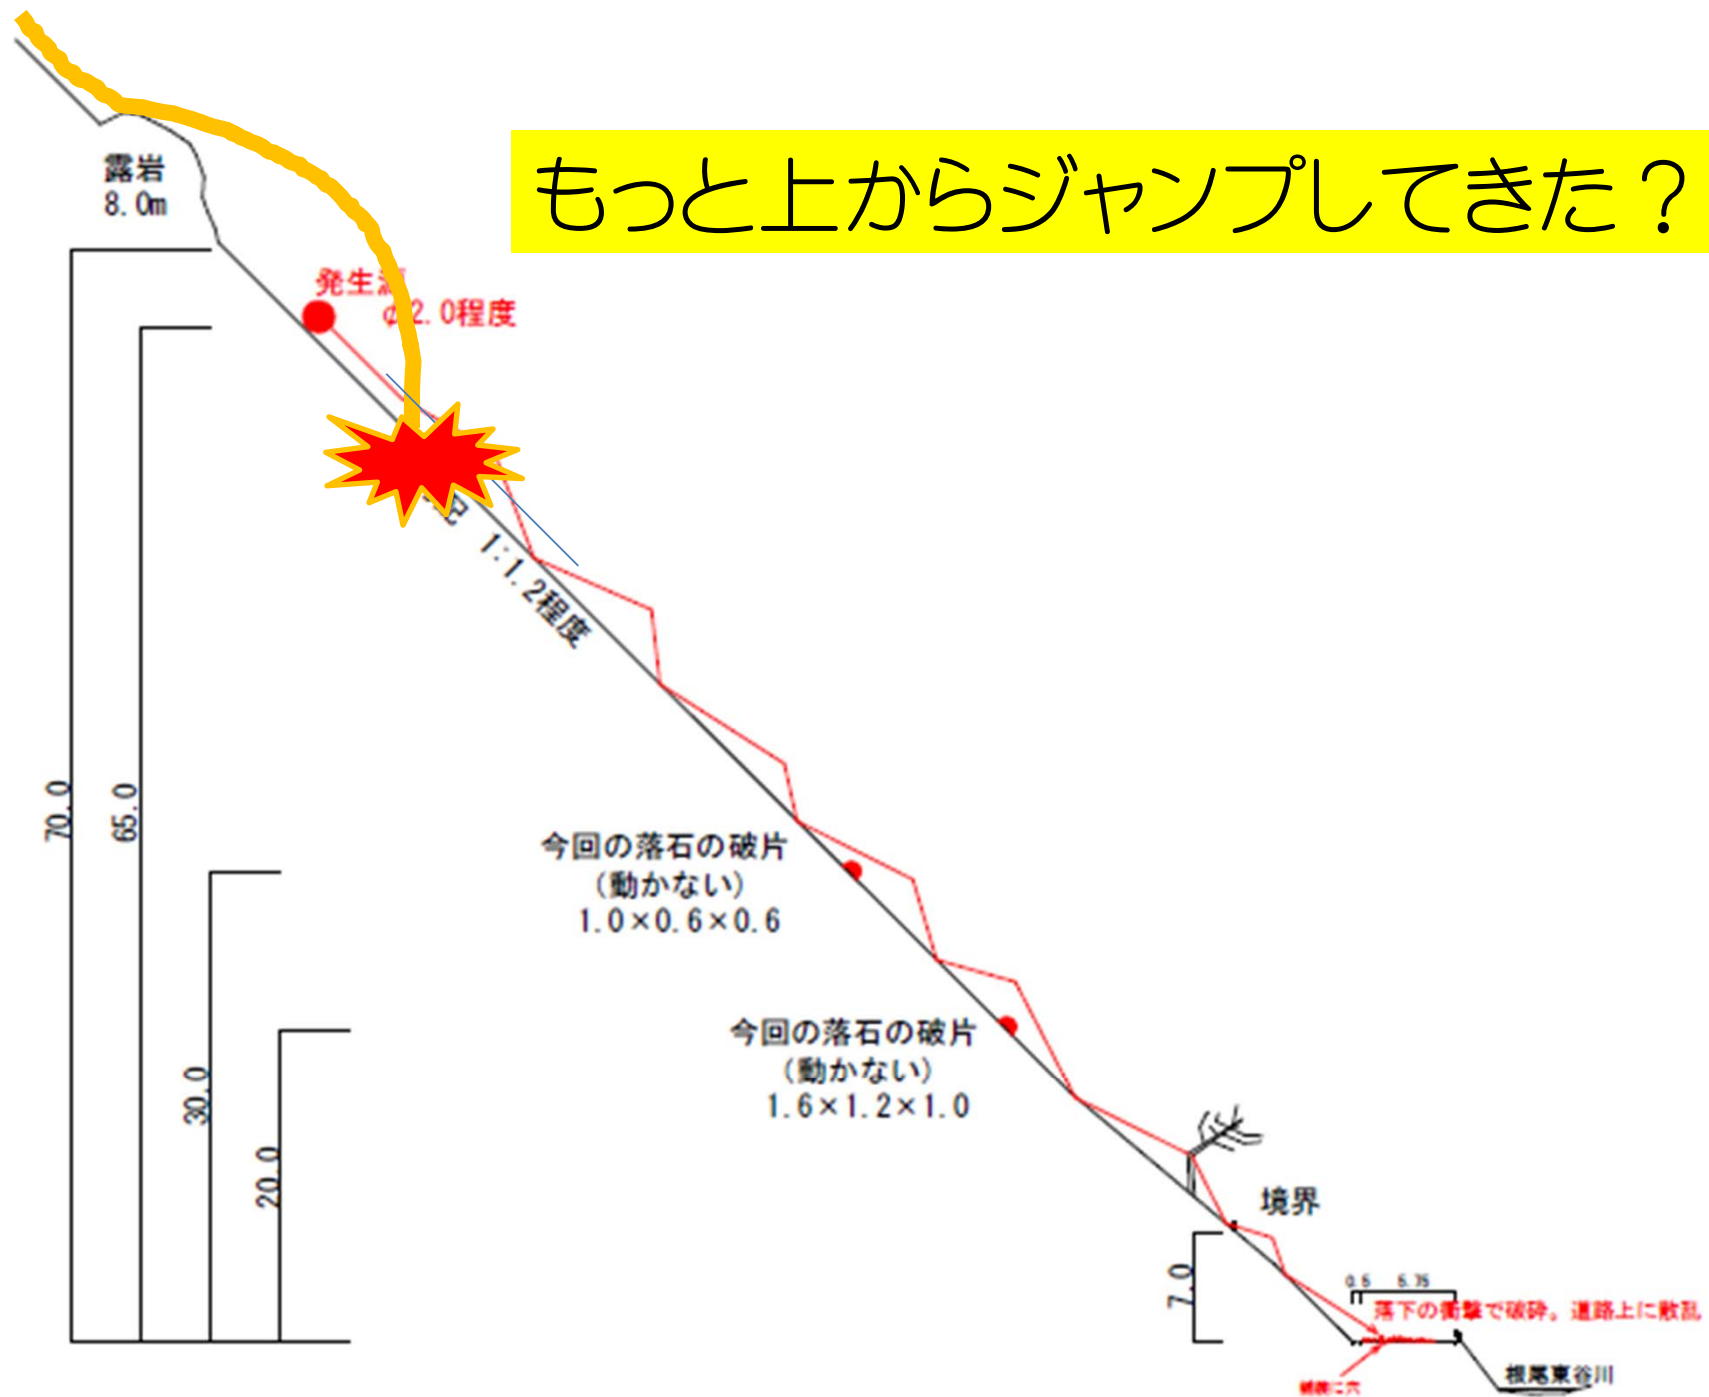 もっと上からジャンプしてきた？
露岩
8.0m
発生源
φ2.0程度
1:1.2程度
70.0
65.0
今回の落石の破片
(動かない)
1.0×0.6×0.6
30.0
20.0
今回の落石の破片
(動かない)
1.6×1.2×1.0
境界
7.0
0.5 5.75
落下の衝撃で破砕。道路上に散乱
根尾東谷川
舗装に穴